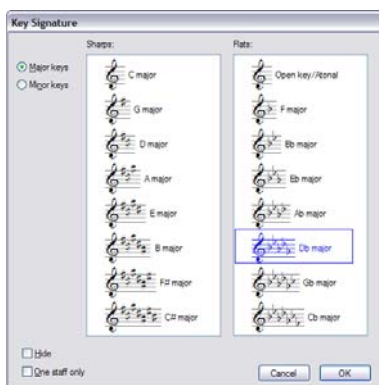 Key Signature
Major keys
Minor keys
Sharps:
C major
G major
D major
A major
E major
B major
F# major
C# major
Flats:
Open key/Atonal
F major
Bb major
Eb major
Ab major
Db major
Gb major
Cb major
Hide
One staff only
Cancel
OK